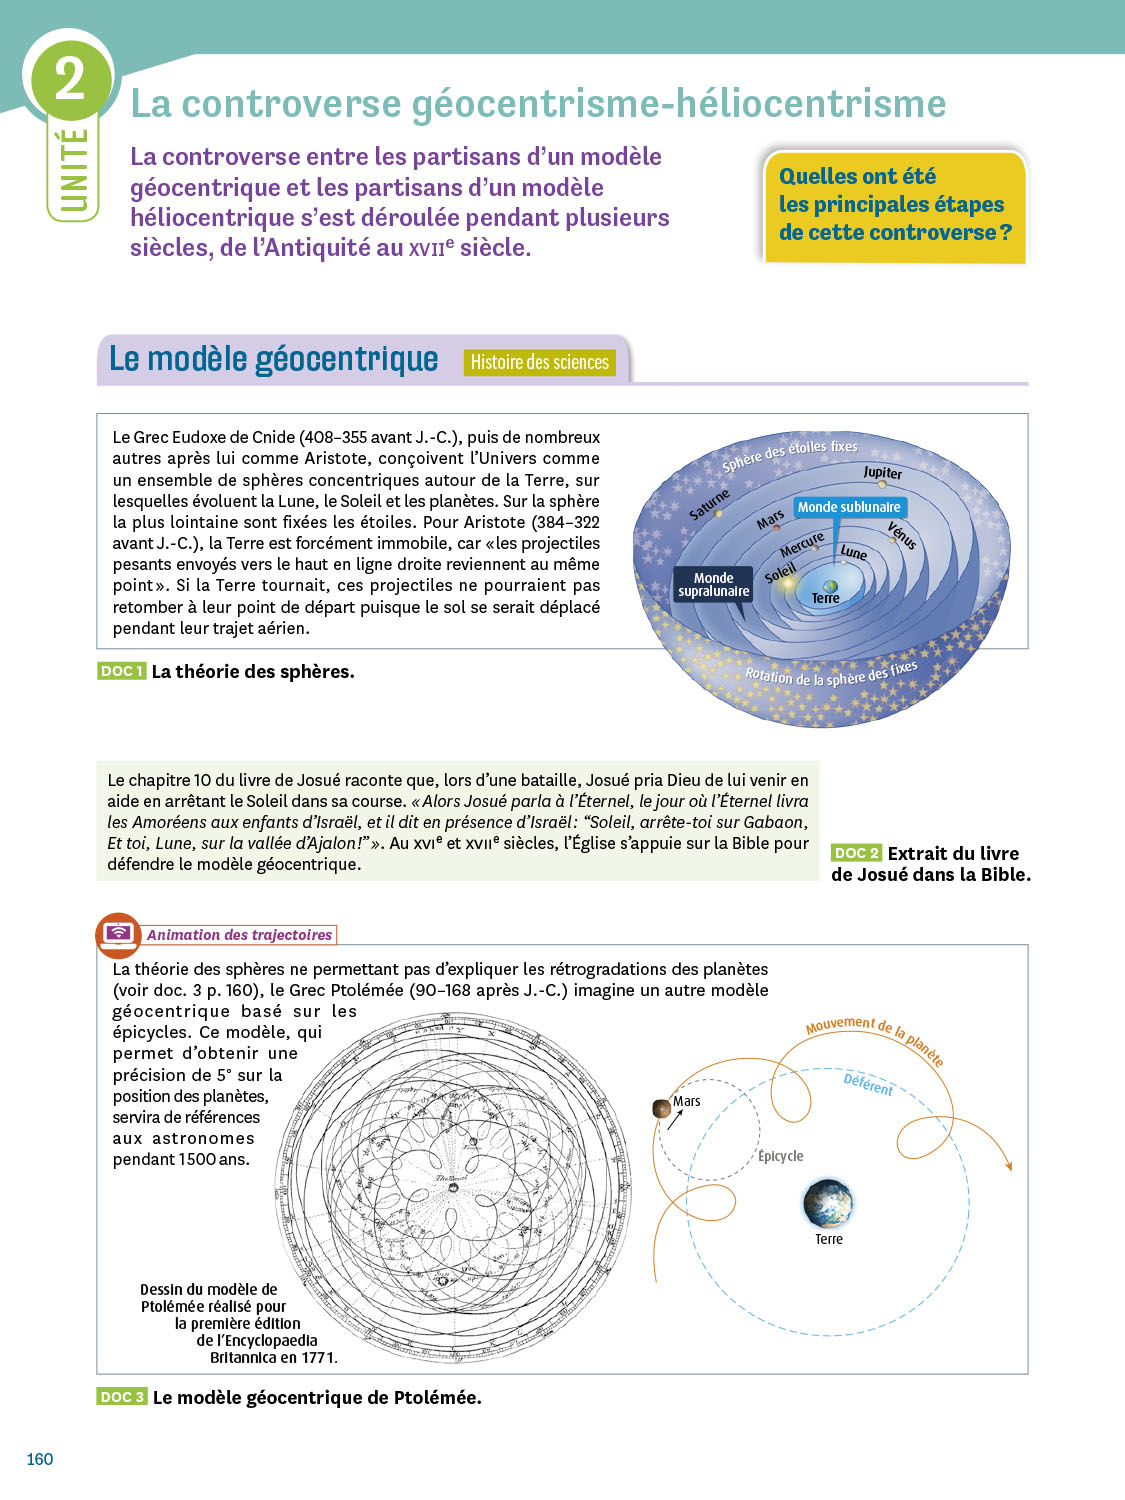 2
UNITÉ
La controverse géocentrisme-héliocentrisme
La controverse entre les partisans d’un modèle
géocentrique et les partisans d’un modèle
héliocentrique s’est déroulée pendant plusieurs
siècles, de l’Antiquité au XVIIe siècle.
Quelles ont été
les principales étapes
de cette controverse ?
Le modèle géocentrique
Histoire des sciences
Le Grec Eudoxe de Cnide (408–355 avant J.-C.), puis de nombreux
autres après lui comme Aristote, conçoivent l’Univers comme
un ensemble de sphères concentriques autour de la Terre, sur
lesquelles évoluent la Lune, le Soleil et les planètes. Sur la sphère
la plus lointaine sont fixées les étoiles. Pour Aristote (384–322
avant J.-C.), la Terre est forcément immobile, car « les projectiles
pesants envoyés vers le haut en ligne droite reviennent au même
point ». Si la Terre tournait, ces projectiles ne pourraient pas
retomber à leur point de départ puisque le sol se serait déplacé
pendant leur trajet aérien.
Sphère des étoiles fixes
Jupiter
Saturne
Monde sublunaire
Mars
Vénus
Mercure
Lune
Soleil
Monde
supralunaire
Terre
Rotation de la sphère des fixes
DOC 1 La théorie des sphères.
Le chapitre 10 du livre de Josué raconte que, lors d’une bataille, Josué pria Dieu de lui venir en
aide en arrêtant le Soleil dans sa course. « Alors Josué parla à l’Éternel, le jour où l’Éternel livra
les Amoréens aux enfants d’Israël, et il dit en présence d’Israël : “Soleil, arrête-toi sur Gabaon,
Et toi, Lune, sur la vallée d’Ajalon !” ». Au XVIe et XVIIe siècles, l’Église s’appuie sur la Bible pour
défendre le modèle géocentrique.
DOC 2 Extrait du livre
de Josué dans la Bible.
Animation des trajectoires
La théorie des sphères ne permettant pas d’expliquer les rétrogradations des planètes
(voir doc. 3 p. 160), le Grec Ptolémée (90–168 après J.-C.) imagine un autre modèle
géocentrique basé sur les
épicycles. Ce modèle, qui
permet d’obtenir une
précision de 5° sur la
position des planètes,
servira de références
aux astronomes
pendant 1 500 ans.
Mouvement de la planète
Déférent
Mars
Épicycle
Terre
Dessin du modèle de
Ptolémée réalisé pour
la première édition
de l’Encyclopaedia
Britannica en 1771.
DOC 3 Le modèle géocentrique de Ptolémée.
160